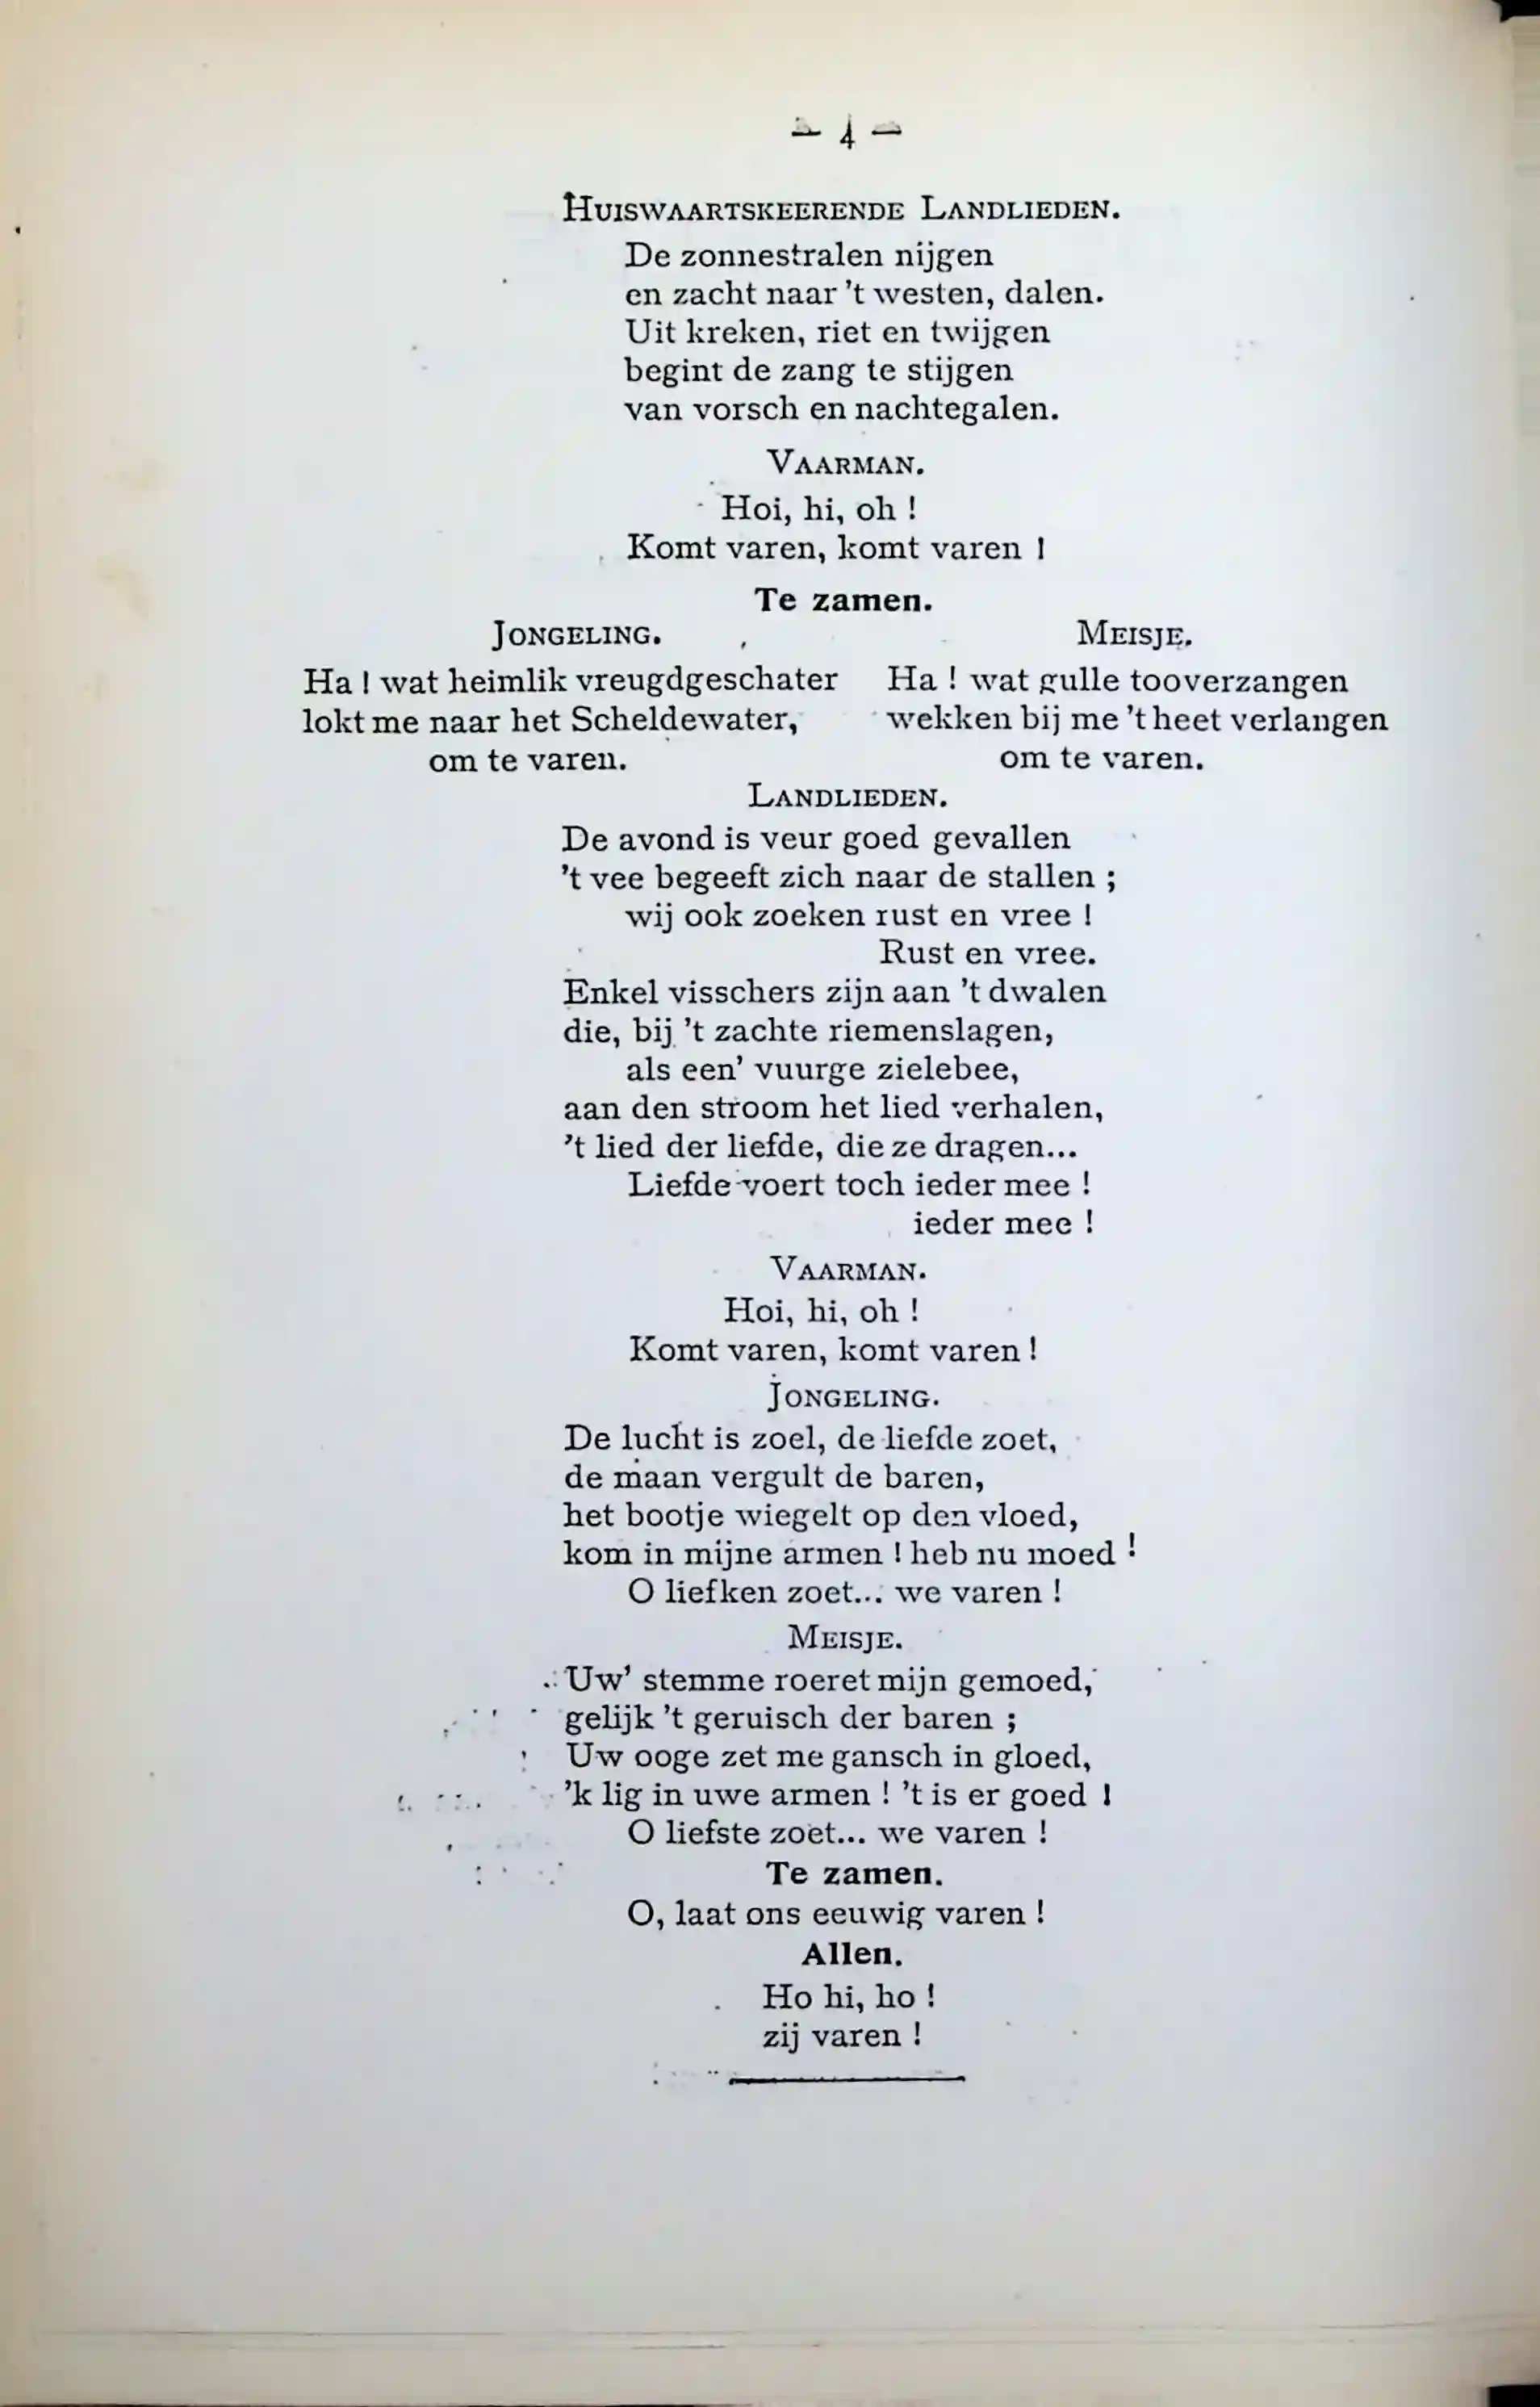 — 4 —
Huiswaartskeerende Landlieden.
De zonnestralen nijgen
en zacht naar 't westen, dalen.
Uit kreken, riet en twijgen
begint de zang te stijgen
van vorsch en nachtegalen.
Vaarman.
Hoi, hi, oh !
Komt varen, komt varen !
Te zamen.
Jongeling.
Ha ! wat heimlik vreugdgeschater
lokt me naar het Scheldewater,
om te varen.
Meisje.
Ha ! wat gulle tooverzangen
wekken bij me 't heet verlangen
om te varen.
Landlieden.
De avond is veur goed gevallen
't vee begeeft zich naar de stallen ;
wij ook zoeken rust en vree !
Rust en vree.
Enkel visschers zijn aan 't dwalen
die, bij 't zachte riemenslagen,
als een' vuurge zielebee,
aan den stroom het lied verhalen,
't lied der liefde, die ze dragen...
Liefde voert toch ieder mee !
ieder mee !
Vaarman.
Hoi, hi, oh !
Komt varen, komt varen !
Jongeling.
De lucht is zoel, de liefde zoet,
de maan vergult de baren,
het bootje wiegelt op den vloed,
kom in mijne armen ! heb nu moed !
O liefken zoet... we varen !
Meisje.
Uw' stemme roeret mijn gemoed,
gelijk 't geruisch der baren ;
Uw ooge zet me gansch in gloed,
'k lig in uwe armen ! 't is er goed !
O liefste zoet... we varen !
Te zamen.
O, laat ons eeuwig varen !
Allen.
Ho hi, ho !
zij varen !